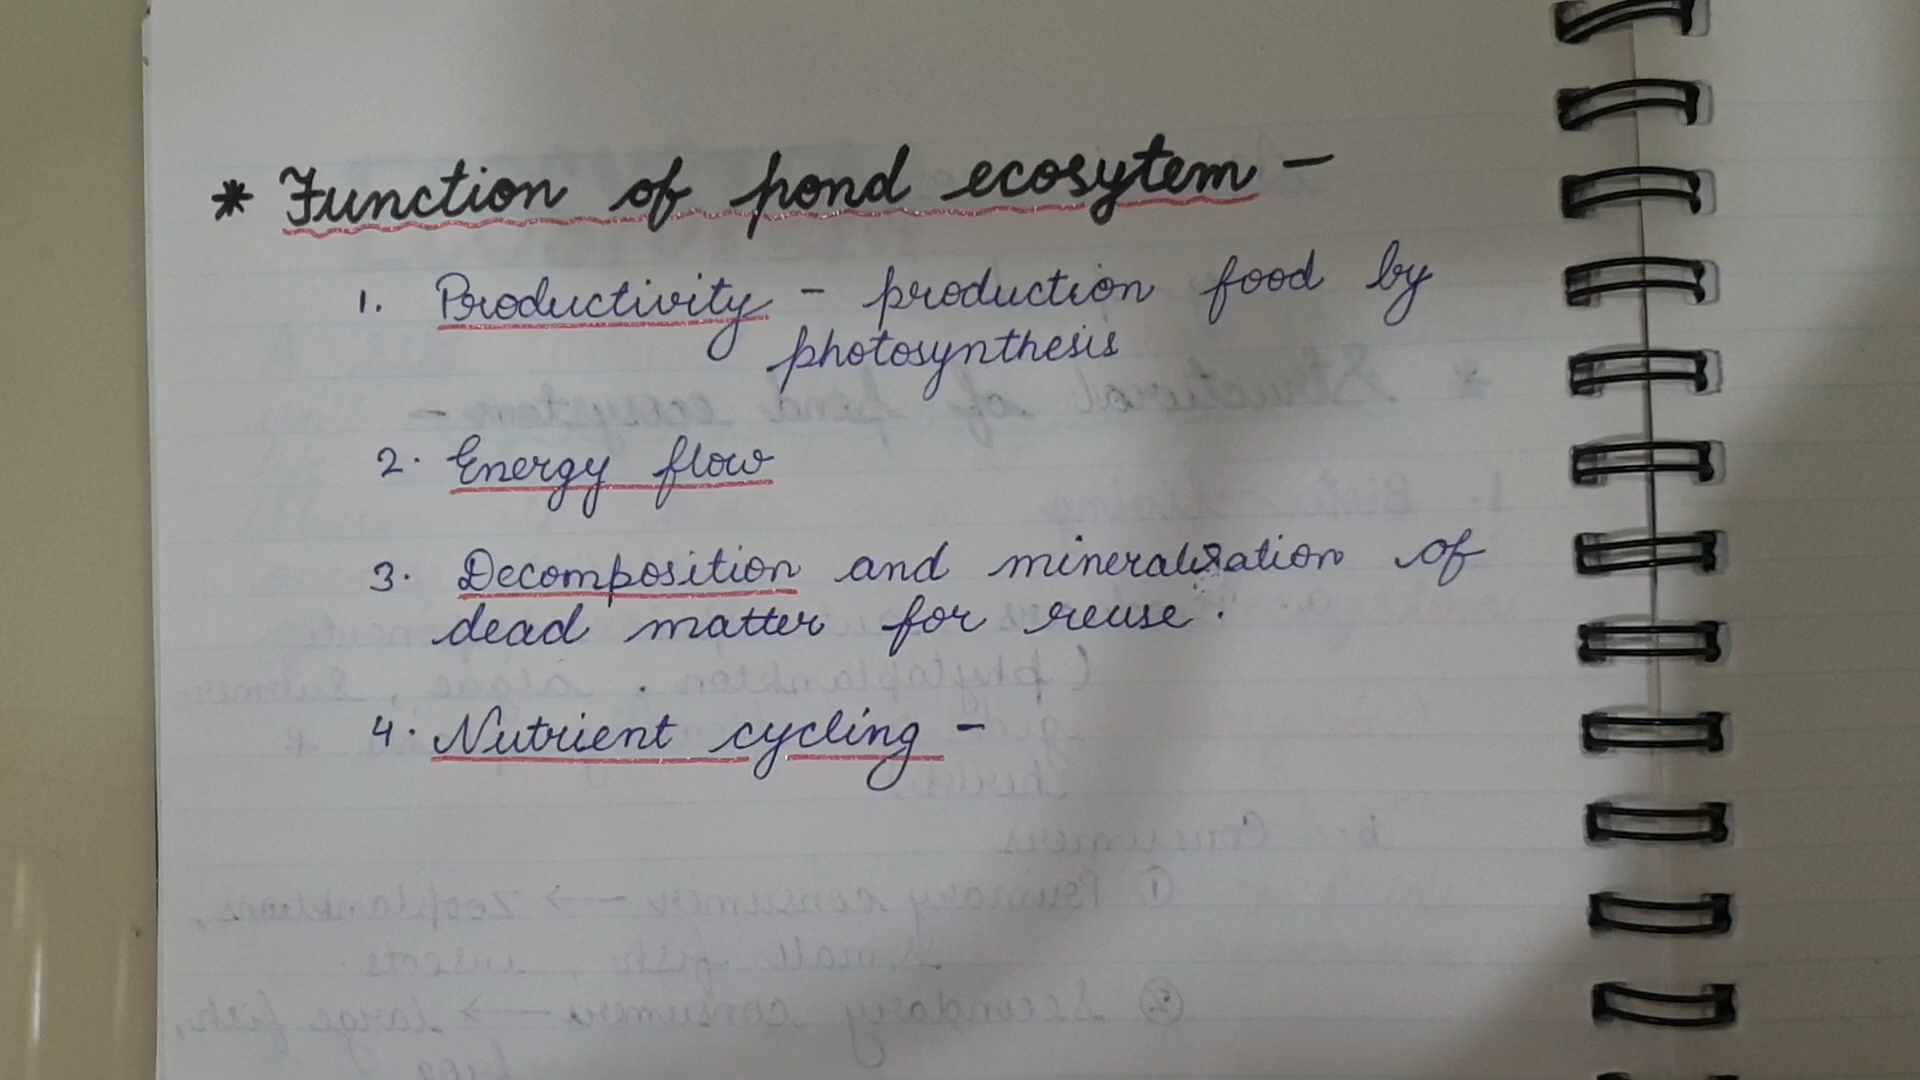 * Function of pond ecosytem -
1. Productivity - production food by
photosynthesis
2. Energy flow
3. Decomposition and mineralization of
dead matter for reuse.
4. Nutrient cycling -